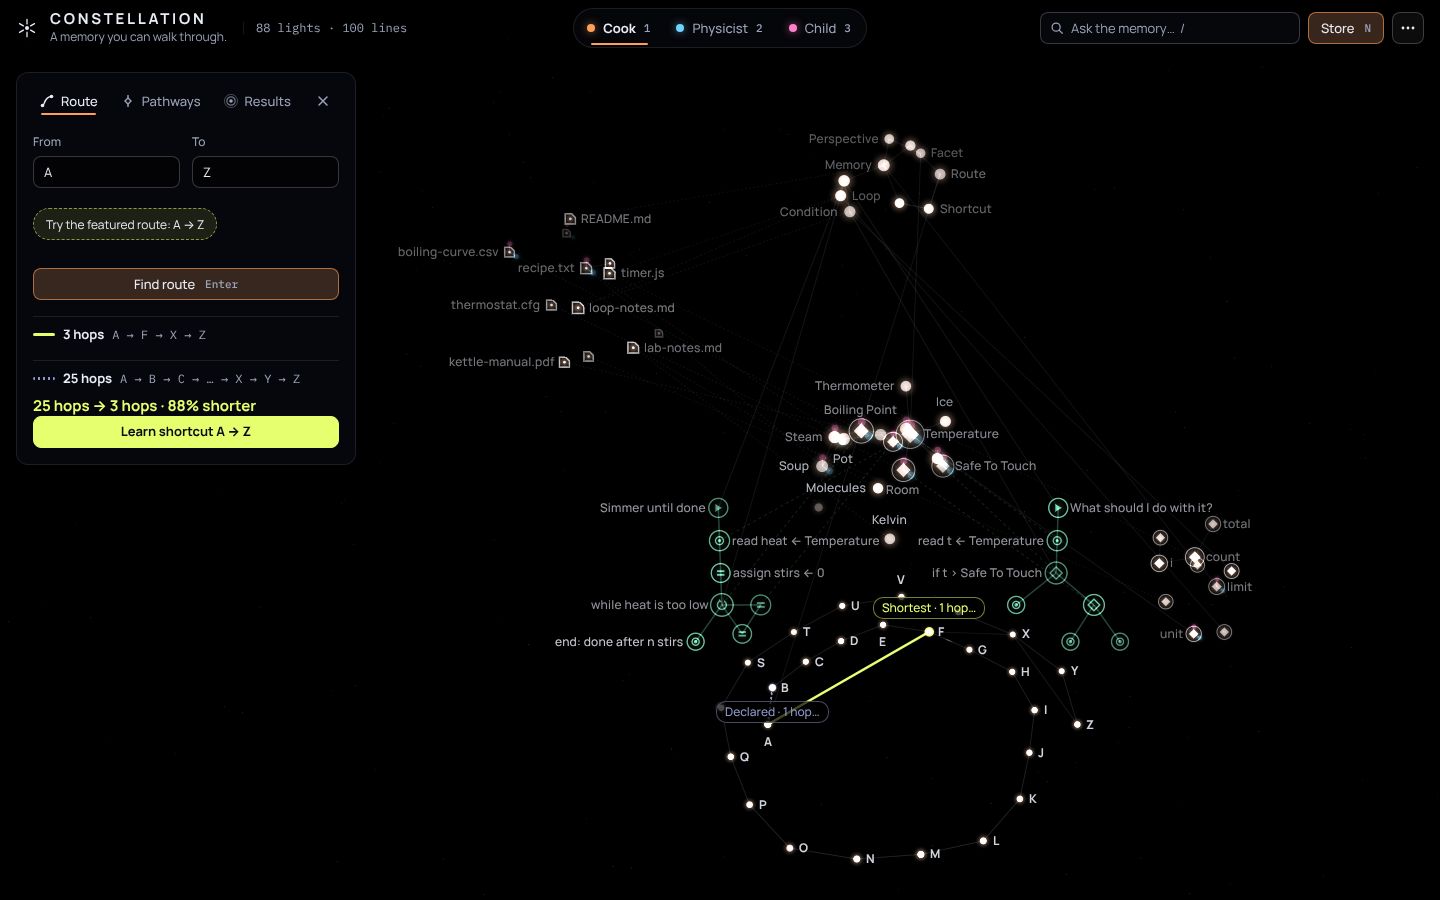 CONSTELLATION
A memory you can walk through.
88 lights · 100 lines
Cook 1
Physicist 2
Child 3
Ask the memory… /
Store N
Route
Pathways
Results
From
To
A
Z
Try the featured route: A → Z
Find route Enter
3 hops A → F → X → Z
25 hops A → B → C → … → X → Y → Z
25 hops → 3 hops · 88% shorter
Learn shortcut A → Z
Perspective
Facet
Memory
Route
Loop
Condition
Shortcut
README.md
boiling-curve.csv
recipe.txt
timer.js
thermostat.cfg
loop-notes.md
lab-notes.md
kettle-manual.pdf
Thermometer
Ice
Boiling Point
Steam
Temperature
Pot
Soup
Safe To Touch
Molecules
Room
Kelvin
Simmer until done
What should I do with it?
read heat ← Temperature
read t ← Temperature
assign stirs ← 0
if t > Safe To Touch
while heat is too low
end: done after n stirs
total
count
i
limit
unit
V
U
Shortest · 1 hop…
T
D
E
F
X
S
C
G
H
Y
B
Declared · 1 hop…
I
Z
A
Q
J
P
K
O
N
M
L